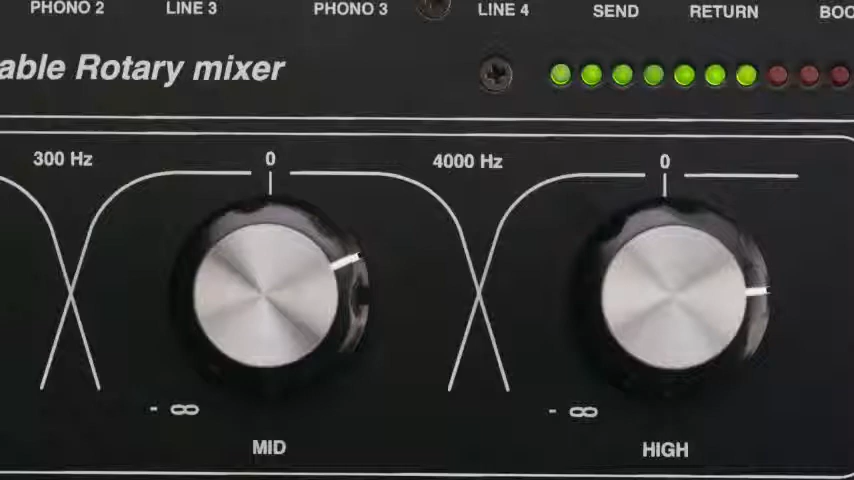 PHONO 2 LINE 3 PHONO 3 LINE 4 SEND RETURN BOO
able Rotary mixer
300 Hz 0 4000 Hz 0
- ∞ - ∞
MID HIGH